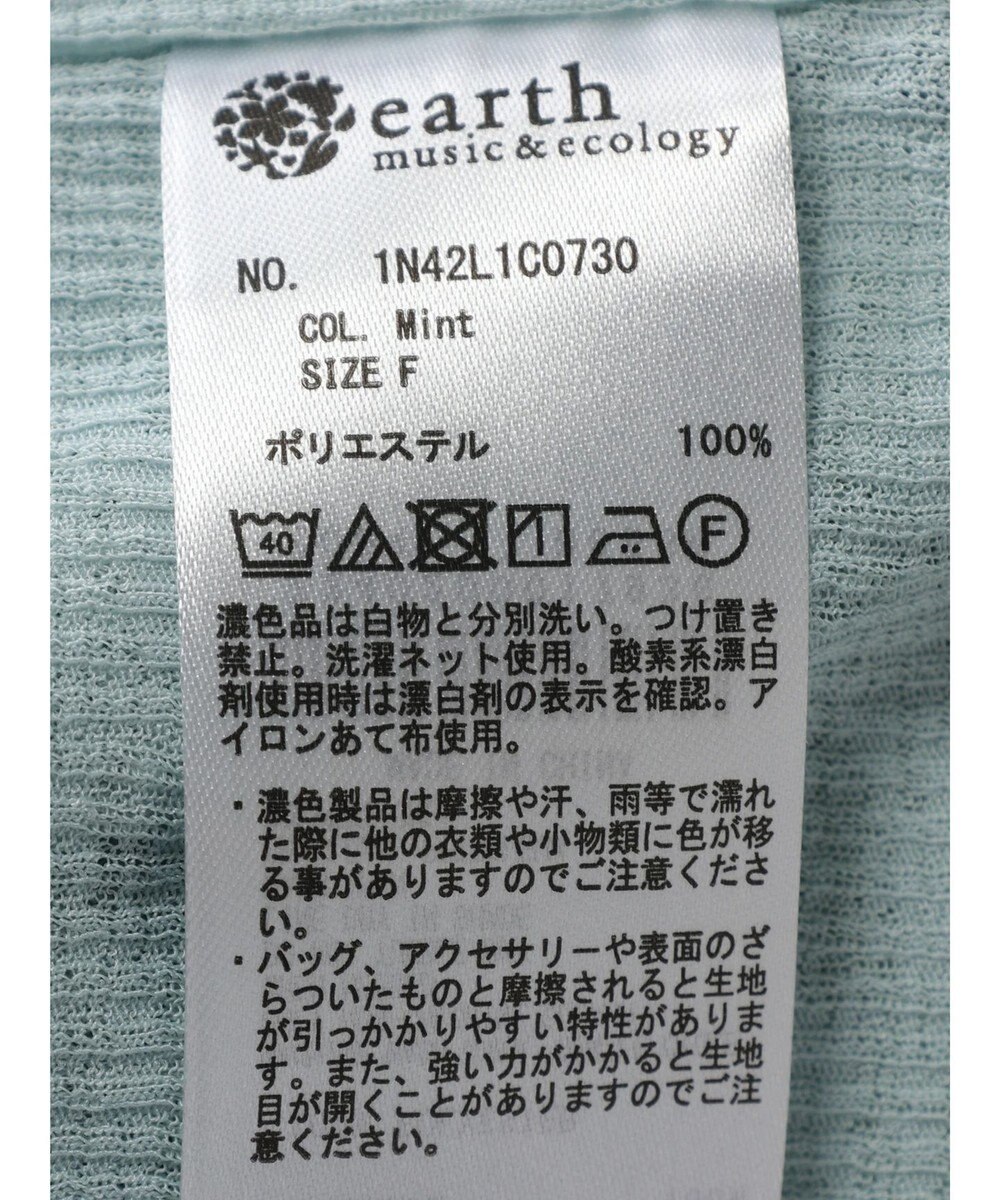 earth
music&ecology
NO. 1N42L1C0730
COL. Mint
SIZE F
ポリエステル 100%
40 F
濃色品は白物と分別洗い。つけ置き
禁止。洗濯ネット使用。酸素系漂白
剤使用時は漂白剤の表示を確認。ア
イロンあて布使用。
・濃色製品は摩擦や汗、雨等で濡れ
た際に他の衣類や小物類に色が移
る事がありますのでご注意くださ
い。
・バッグ、アクセサリーや表面のざ
らついたものと摩擦されると生地
が引っかかりやすい特性がありま
す。また、強い力がかかると生地
目が開くことがありますのでご注
意ください。